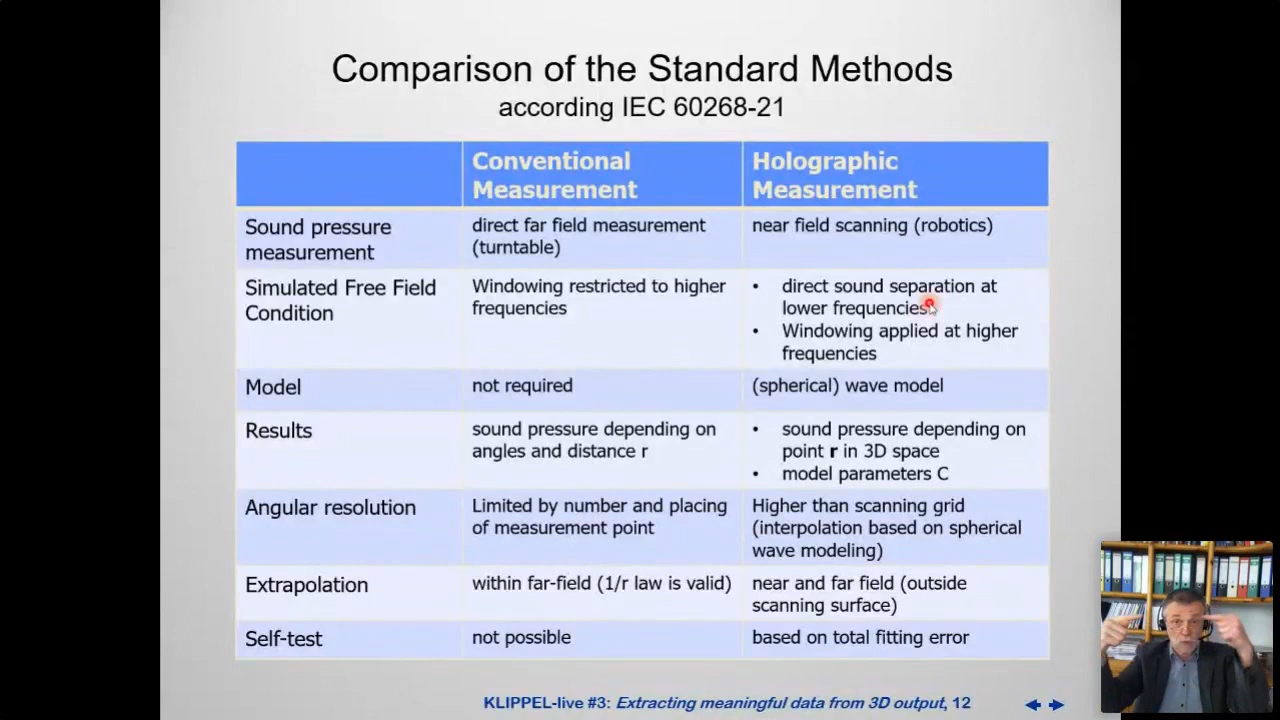 Comparison of the Standard Methods
according IEC 60268-21
Conventional
Measurement
Holographic
Measurement
Sound pressure
measurement
direct far field measurement
(turntable)
near field scanning (robotics)
Simulated Free Field
Condition
Windowing restricted to higher
frequencies
• direct sound separation at
lower frequencies
• Windowing applied at higher
frequencies
Model
not required
(spherical) wave model
Results
sound pressure depending on
angles and distance r
• sound pressure depending on
point r in 3D space
• model parameters C
Angular resolution
Limited by number and placing
of measurement point
Higher than scanning grid
(interpolation based on spherical
wave modeling)
Extrapolation
within far-field (1/r law is valid)
near and far field (outside
scanning surface)
Self-test
not possible
based on total fitting error
KLIPPEL-live #3: Extracting meaningful data from 3D output, 12